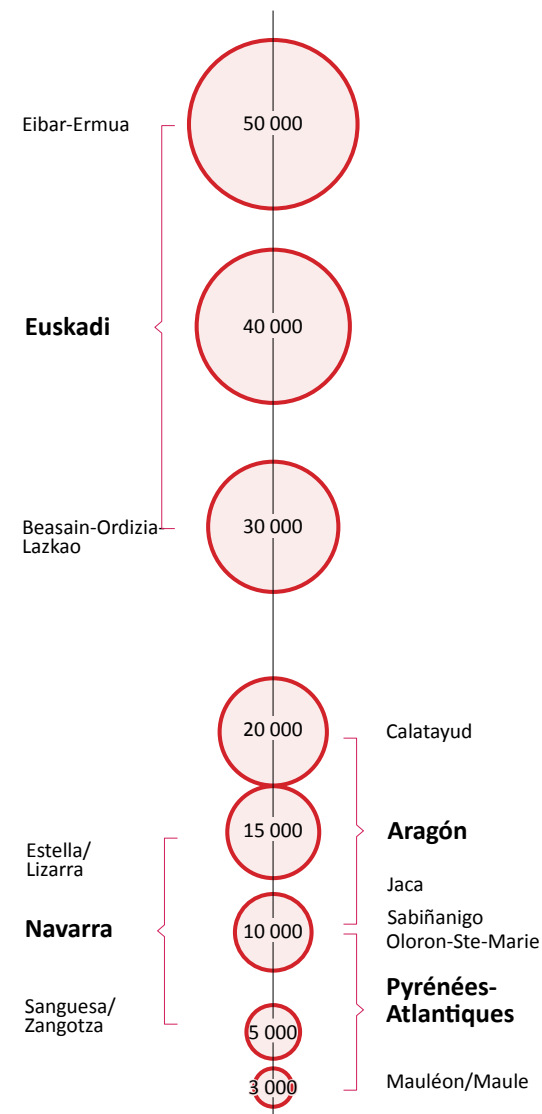 Eibar-Ermua
50 000
Euskadi
40 000
Beasain-Ordizia-
Lazkao
30 000
20 000
Calatayud
15 000
Aragón
Estella/
Lizarra
Jaca
Sabiñanigo
Navarra
10 000
Oloron-Ste-Marie
Pyrénées-
Atlantiques
Sanguesa/
Zangotza
5 000
3 000
Mauléon/Maule